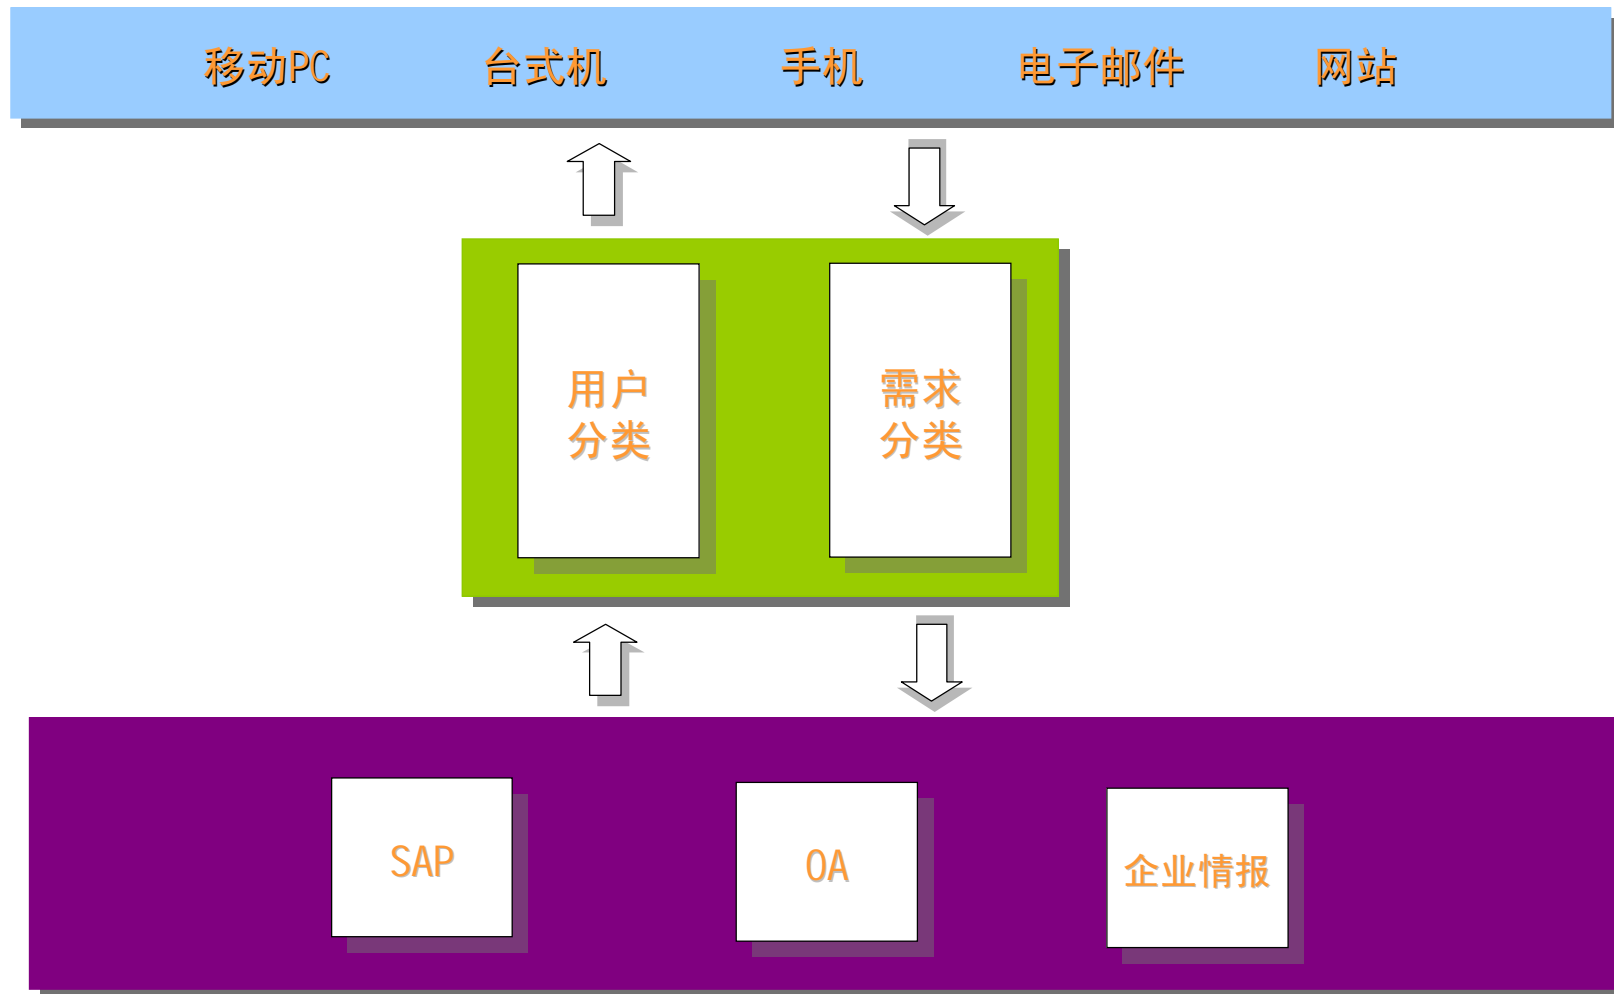 移动PC 台式机 手机 电子邮件 网站
用户
分类
需求
分类
SAP
OA
企业情报